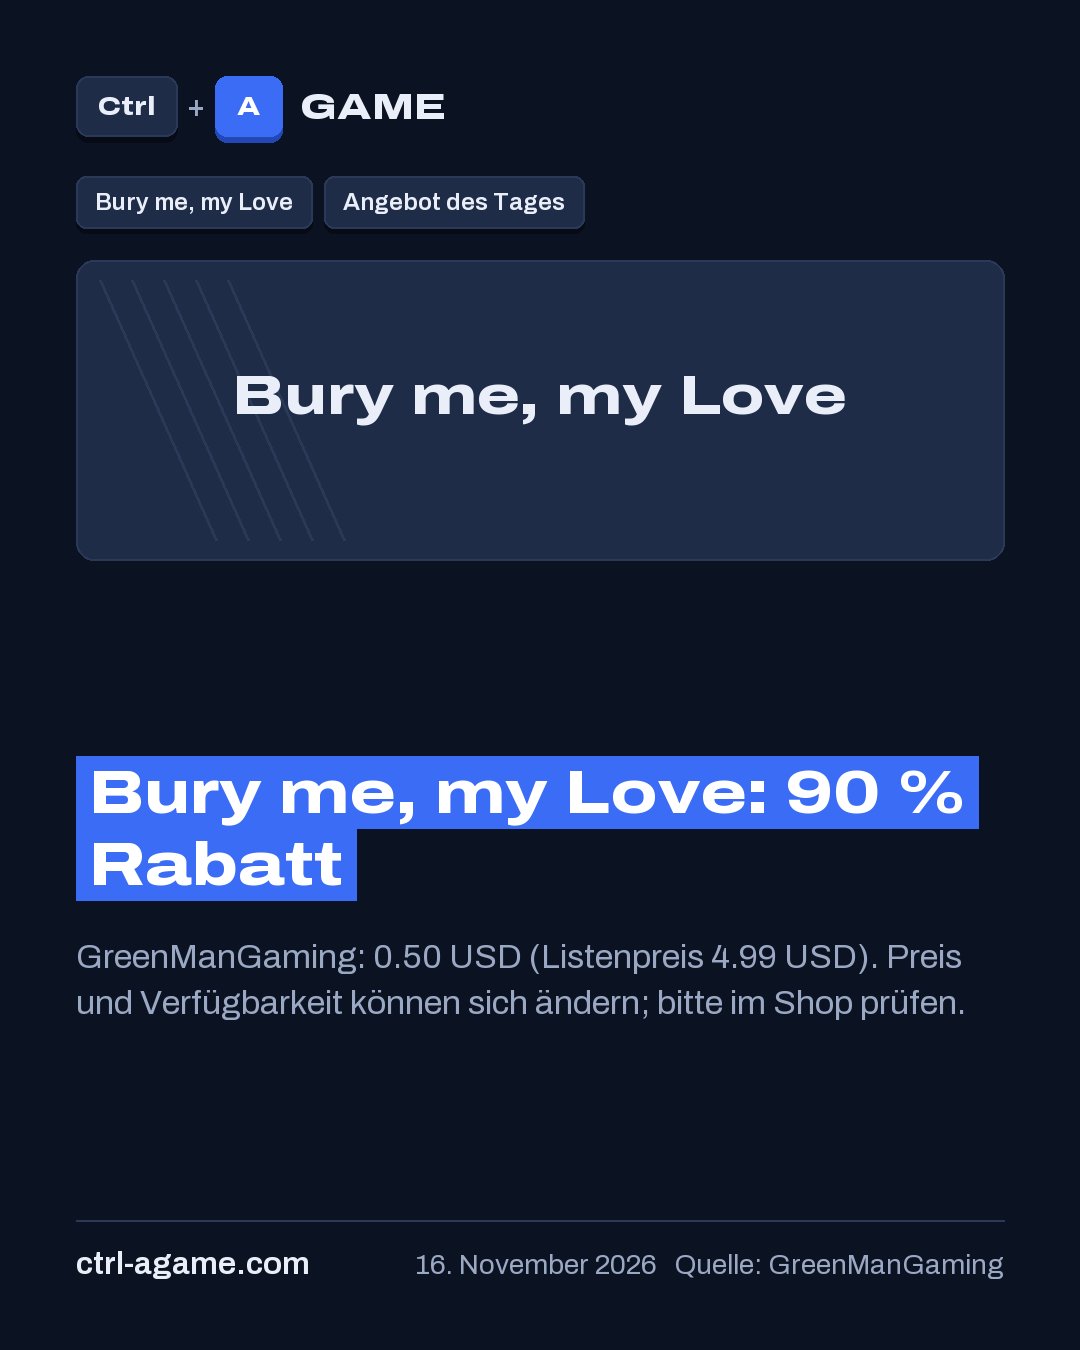 Ctrl + A GAME
Bury me, my Love Angebot des Tages
Bury me, my Love
Bury me, my Love: 90 %
Rabatt
GreenManGaming: 0.50 USD (Listenpreis 4.99 USD). Preis
und Verfügbarkeit können sich ändern; bitte im Shop prüfen.
ctrl-agame.com 16. November 2026 Quelle: GreenManGaming